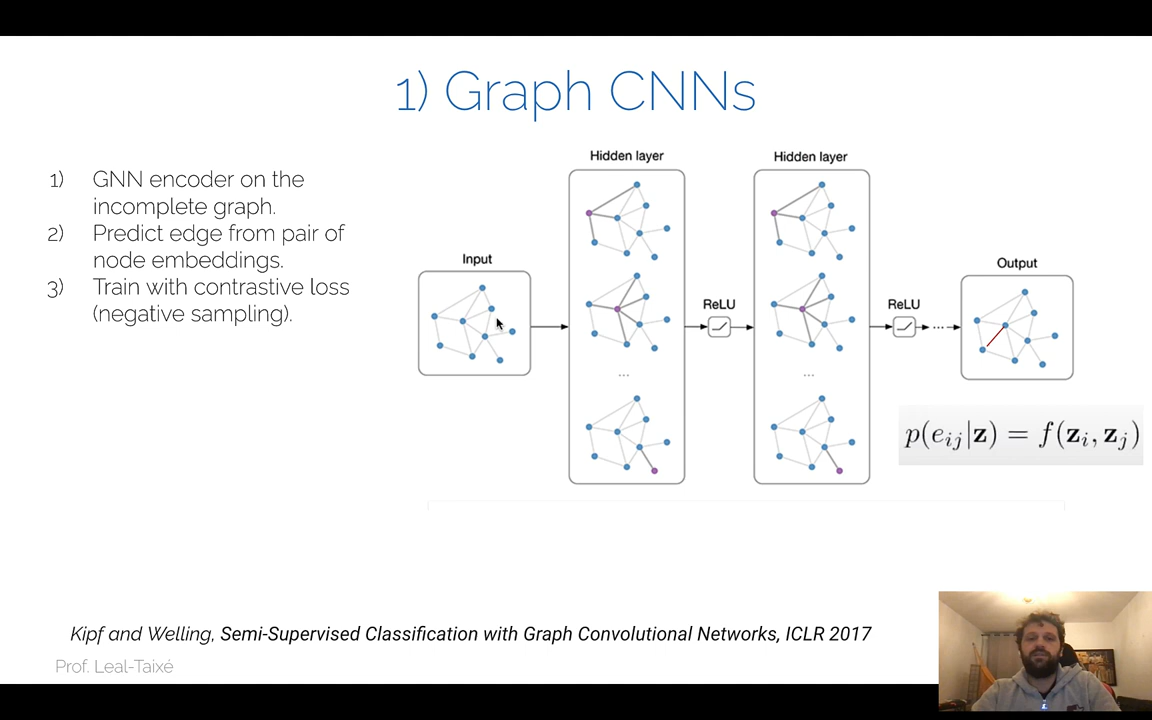 1) Graph CNNs
1) GNN encoder on the
incomplete graph.
2) Predict edge from pair of
node embeddings.
3) Train with contrastive loss
(negative sampling).
Input
Hidden layer
...
ReLU
Hidden layer
...
ReLU
...
Output
p(e_{ij}|z) = f(z_i, z_j)
Kipf and Welling, Semi-Supervised Classification with Graph Convolutional Networks, ICLR 2017
Prof. Leal-Taixé